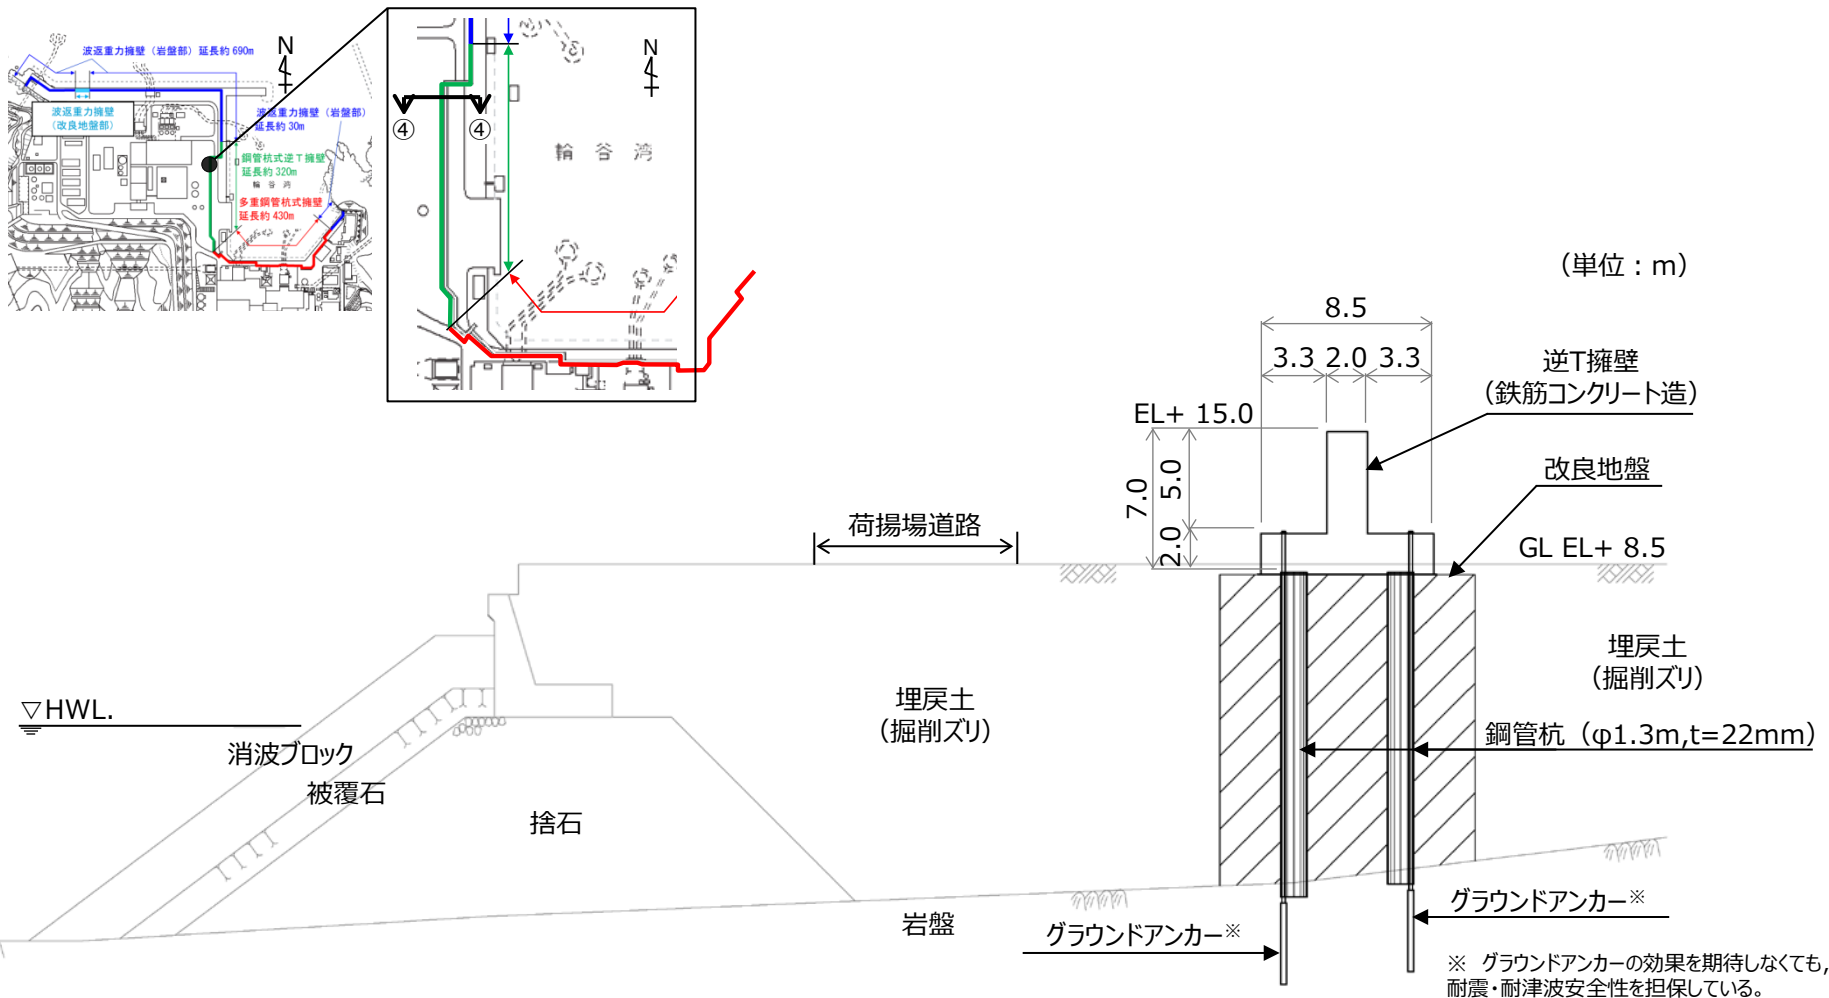 波返重力擁壁（岩盤部）延長約690m
N
波返重力擁壁
（改良地盤部）
波返重力擁壁（岩盤部）
延長約30m
鋼管杭式逆T擁壁
延長約320m
輪谷湾
多重鋼管杭式擁壁
延長約430m
N
④ ④
輪谷湾
（単位：m）
8.5
3.3 2.0 3.3
逆T擁壁
（鉄筋コンクリート造）
EL+ 15.0
7.0
5.0
2.0
改良地盤
荷揚場道路
GL EL+ 8.5
埋戻土
（掘削ズリ）
埋戻土
（掘削ズリ）
▽HWL.
鋼管杭（φ1.3m,t=22mm）
消波ブロック
被覆石
捨石
岩盤
グラウンドアンカー※
グラウンドアンカー※
※ グラウンドアンカーの効果を期待しなくても,
耐震・耐津波安全性を担保している。